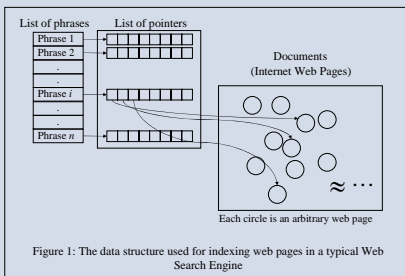 List of phrases
List of pointers
Phrase 1
Phrase 2
.
.
Phrase i
.
.
Phrase n
Documents
(Internet Web Pages)
≈ ...
Each circle is an arbitrary web page
Figure 1: The data structure used for indexing web pages in a typical Web
Search Engine